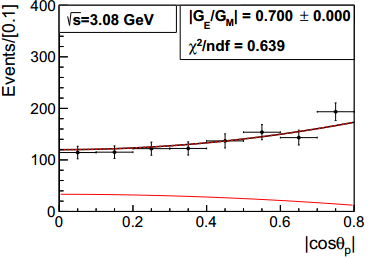 √s=3.08 GeV
|G_E/G_M| = 0.700 ± 0.000
χ²/ndf = 0.639
Events/[0.1]
400
300
200
100
0
0 0.2 0.4 0.6 0.8
|cosθ_p|